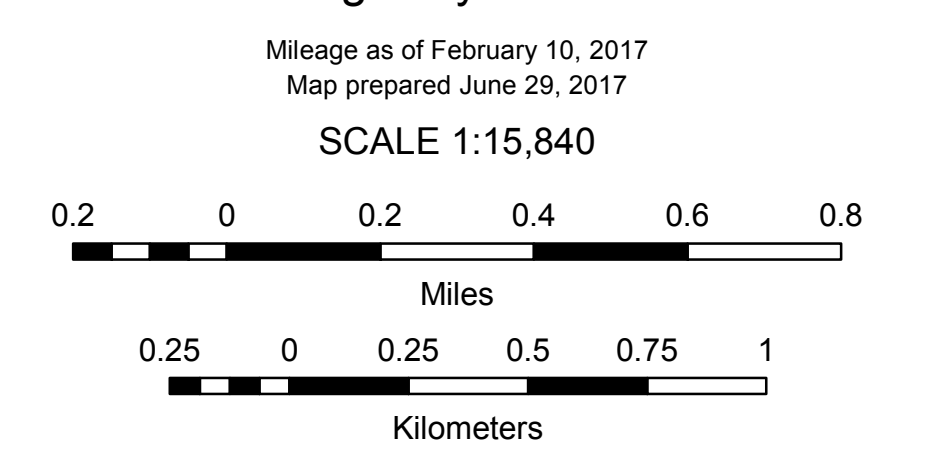 Mileage as of February 10, 2017
Map prepared June 29, 2017
SCALE 1:15,840
0.2 0 0.2 0.4 0.6 0.8
Miles
0.25 0 0.25 0.5 0.75 1
Kilometers